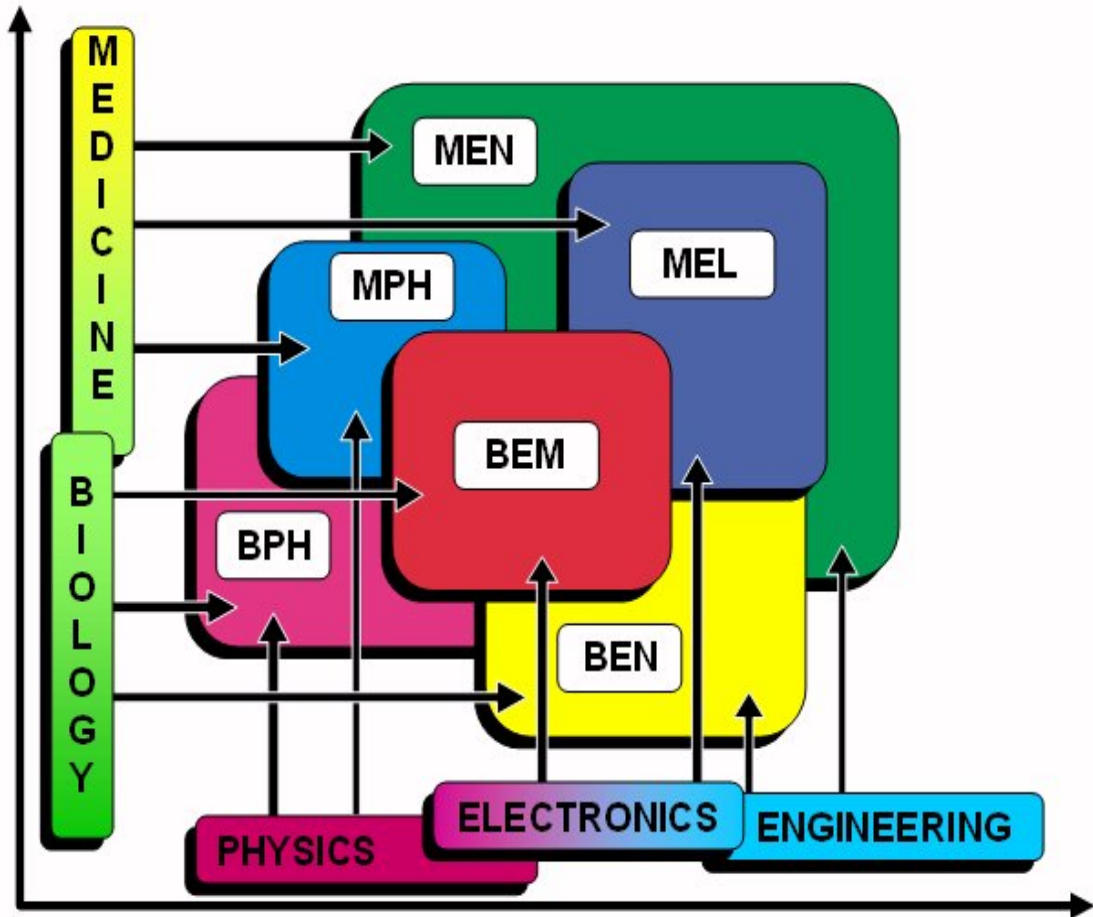 MEDICINE
MEN
MEL
MPH
BEM
BIOLOGY
BPH
BEN
ELECTRONICS
ENGINEERING
PHYSICS